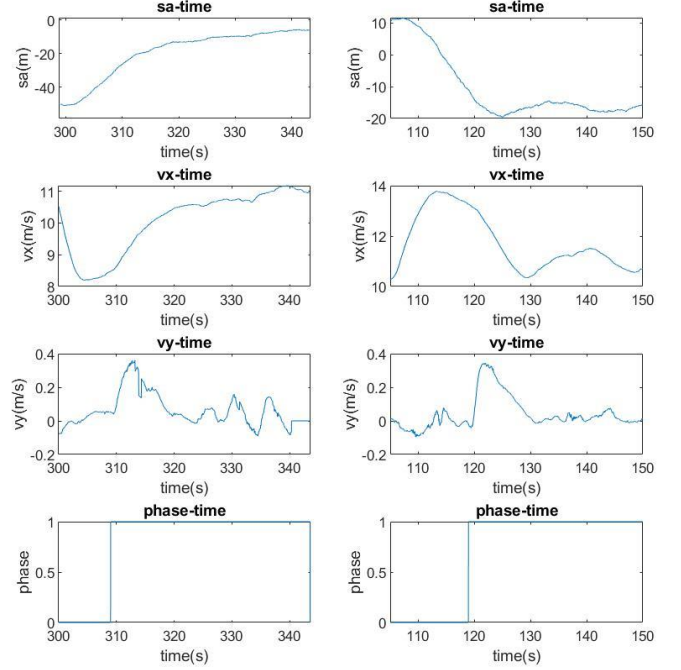 sa-time
sa-time
0
-20
-40
sa(m)
300
310
320
330
340
time(s)
10
0
-10
-20
sa(m)
110
120
130
140
150
time(s)
vx-time
vx-time
11
10
9
8
vx(m/s)
300
310
320
330
340
time(s)
14
12
10
vx(m/s)
110
120
130
140
150
time(s)
vy-time
vy-time
0.4
0.2
0
-0.2
vy(m/s)
300
310
320
330
340
time(s)
0.4
0.2
0
-0.2
vy(m/s)
110
120
130
140
150
time(s)
phase-time
phase-time
1
0.5
0
phase
300
310
320
330
340
time(s)
1
0.5
0
phase
110
120
130
140
150
time(s)